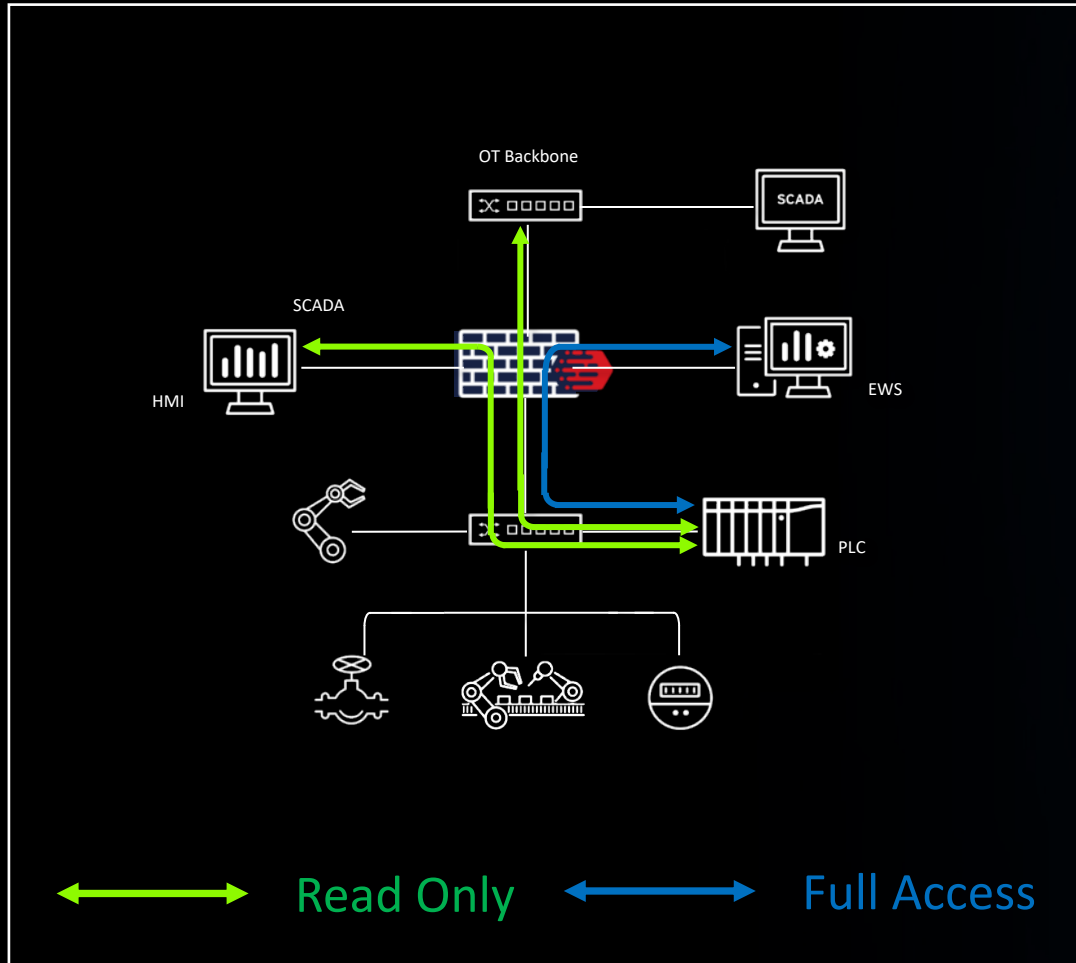 OT Backbone
SCADA
SCADA
HMI
EWS
PLC
Read Only
Full Access